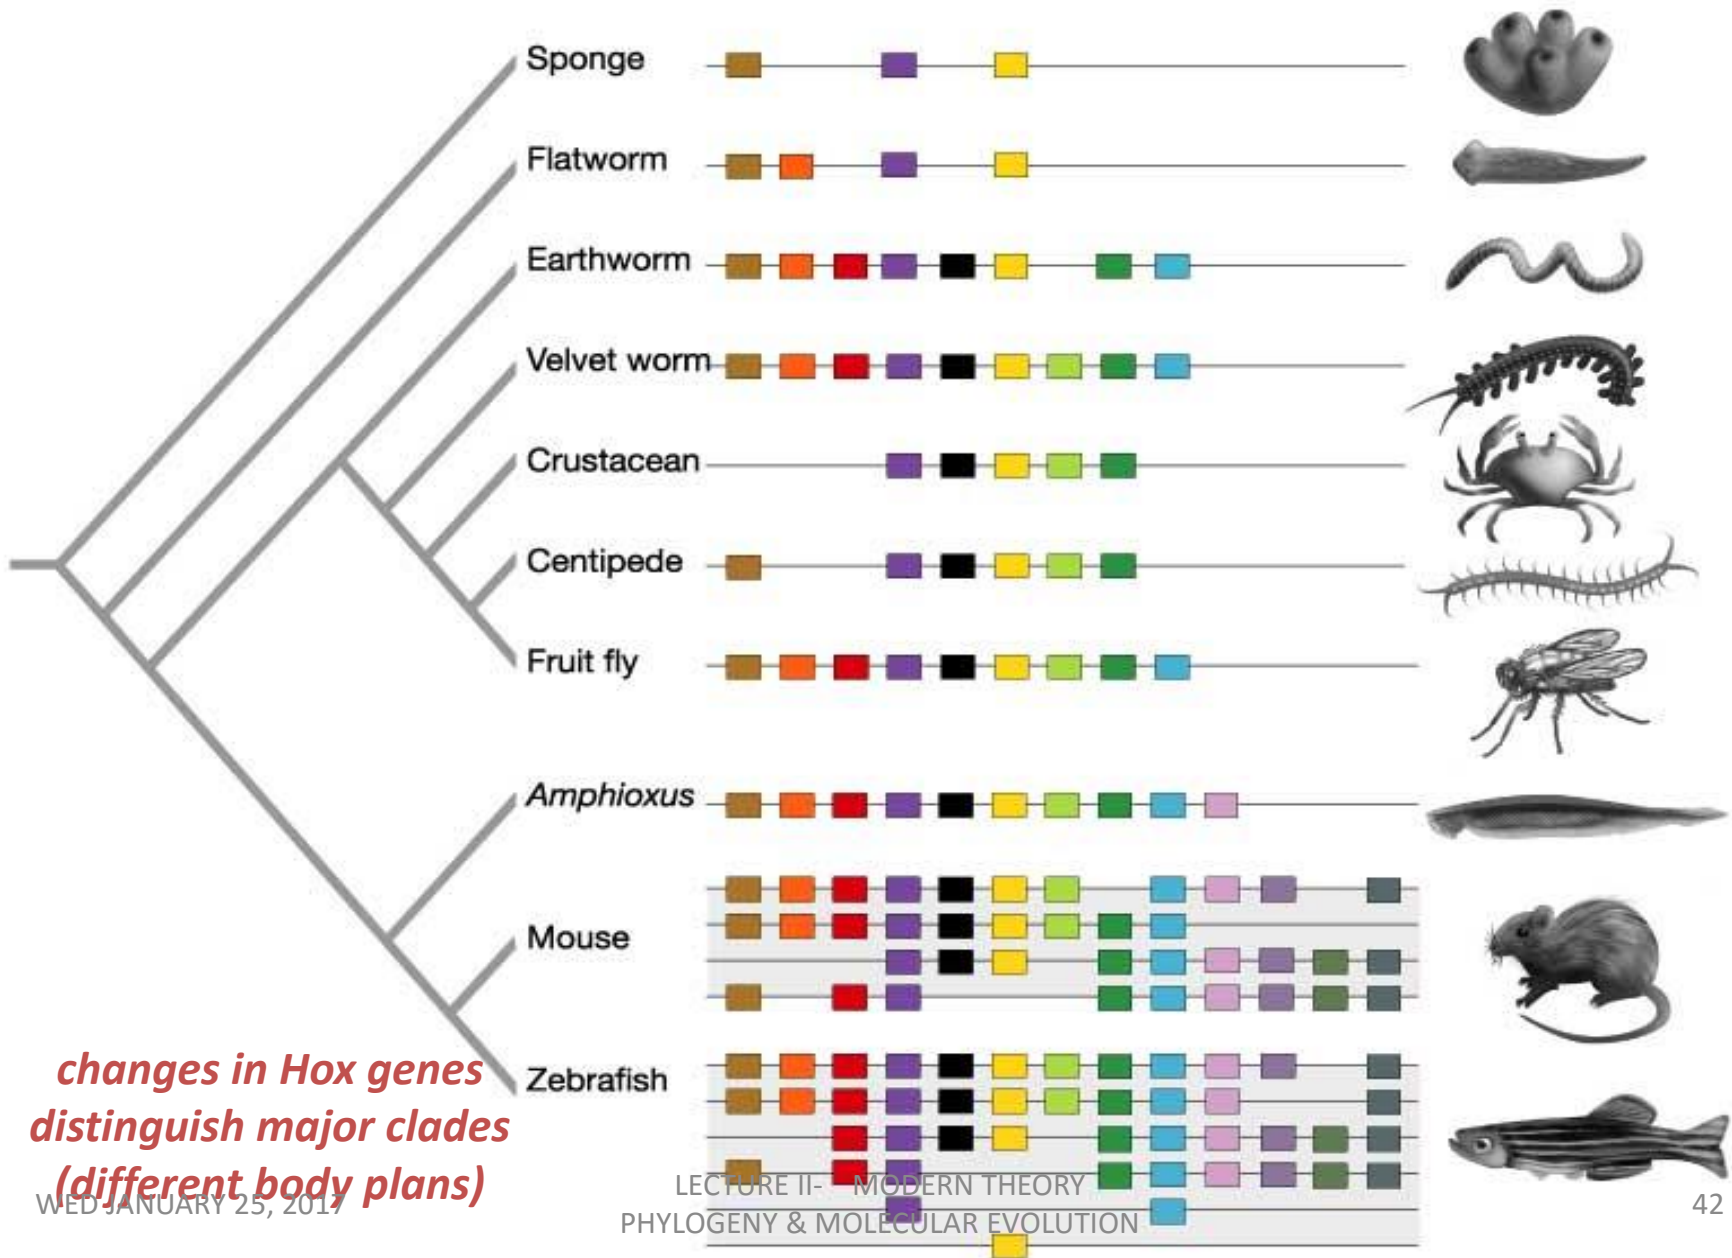 Sponge
Flatworm
Earthworm
Velvet worm
Crustacean
Centipede
Fruit fly
Amphioxus
Mouse
Zebrafish
changes in Hox genes
distinguish major clades
(different body plans)
WED JANUARY 25, 2017
LECTURE II- MODERN THEORY
PHYLOGENY & MOLECULAR EVOLUTION
42